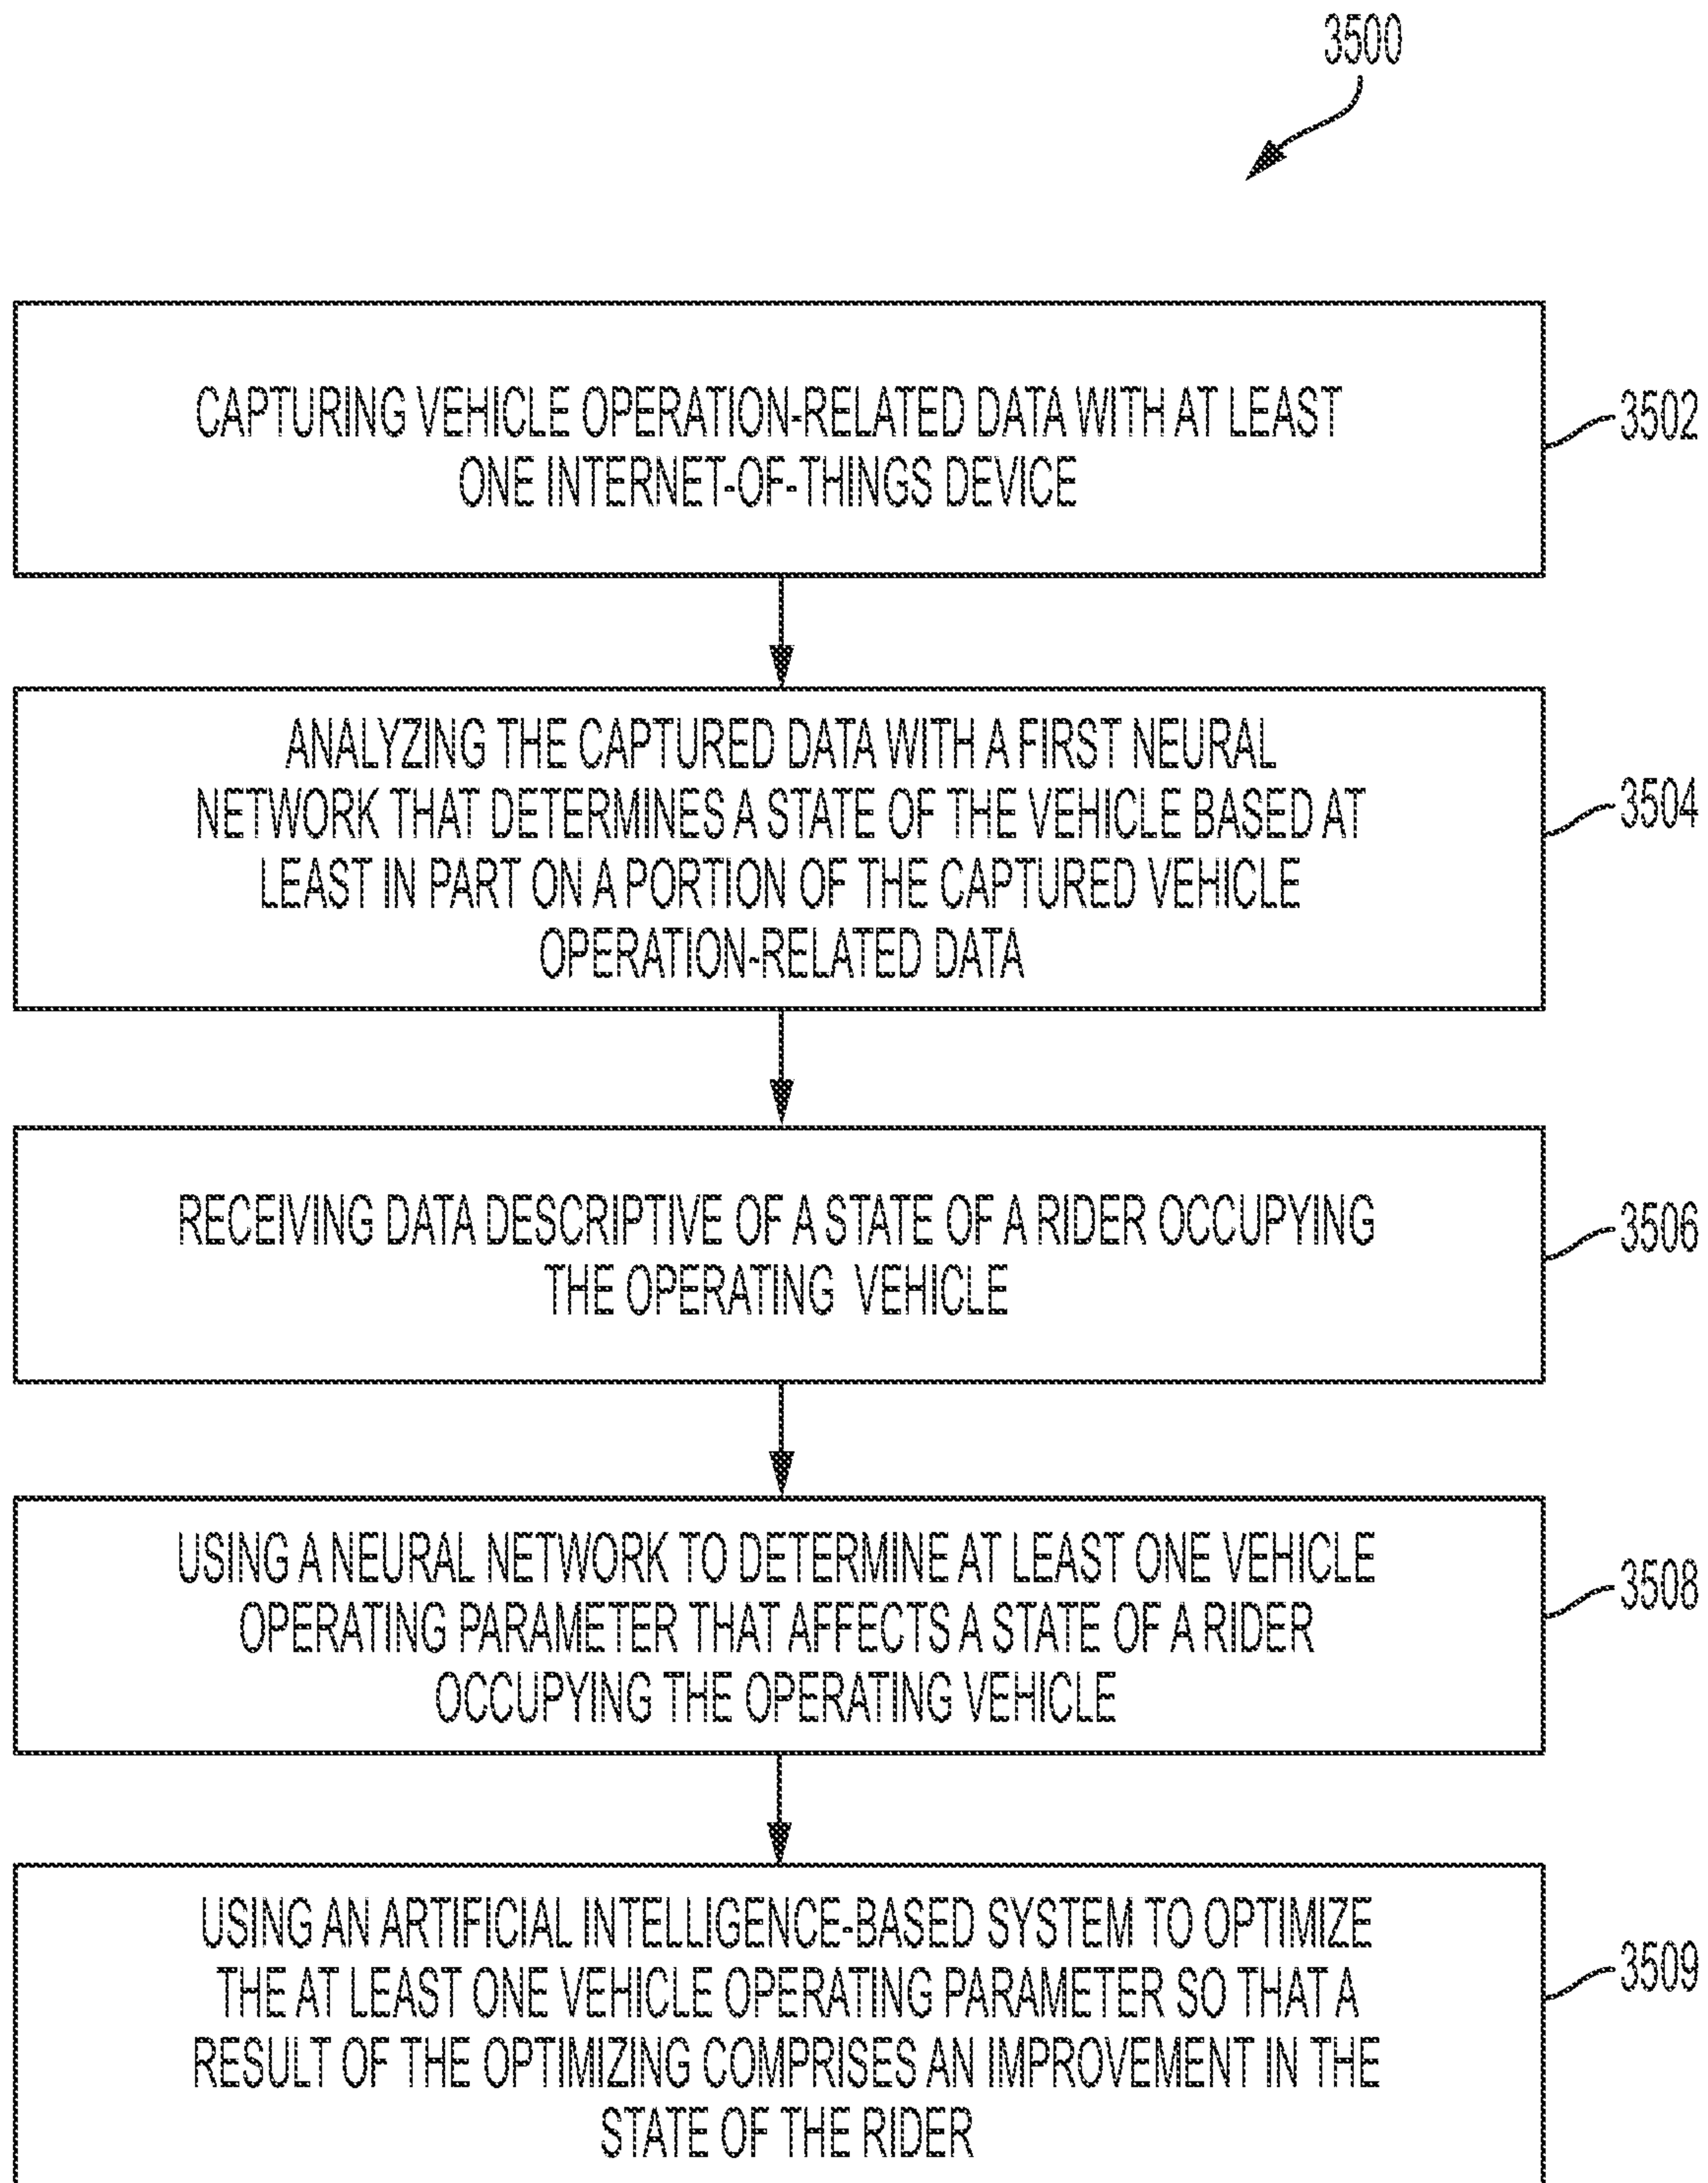 3500
CAPTURING VEHICLE OPERATION-RELATED DATA WITH AT LEAST
ONE INTERNET-OF-THINGS DEVICE
3502
ANALYZING THE CAPTURED DATA WITH A FIRST NEURAL
NETWORK THAT DETERMINES A STATE OF THE VEHICLE BASED AT
LEAST IN PART ON A PORTION OF THE CAPTURED VEHICLE
OPERATION-RELATED DATA
3504
RECEIVING DATA DESCRIPTIVE OF A STATE OF A RIDER OCCUPYING
THE OPERATING VEHICLE
3506
USING A NEURAL NETWORK TO DETERMINE AT LEAST ONE VEHICLE
OPERATING PARAMETER THAT AFFECTS A STATE OF A RIDER
OCCUPYING THE OPERATING VEHICLE
3508
USING AN ARTIFICIAL INTELLIGENCE-BASED SYSTEM TO OPTIMIZE
THE AT LEAST ONE VEHICLE OPERATING PARAMETER SO THAT A
RESULT OF THE OPTIMIZING COMPRISES AN IMPROVEMENT IN THE
STATE OF THE RIDER
3509